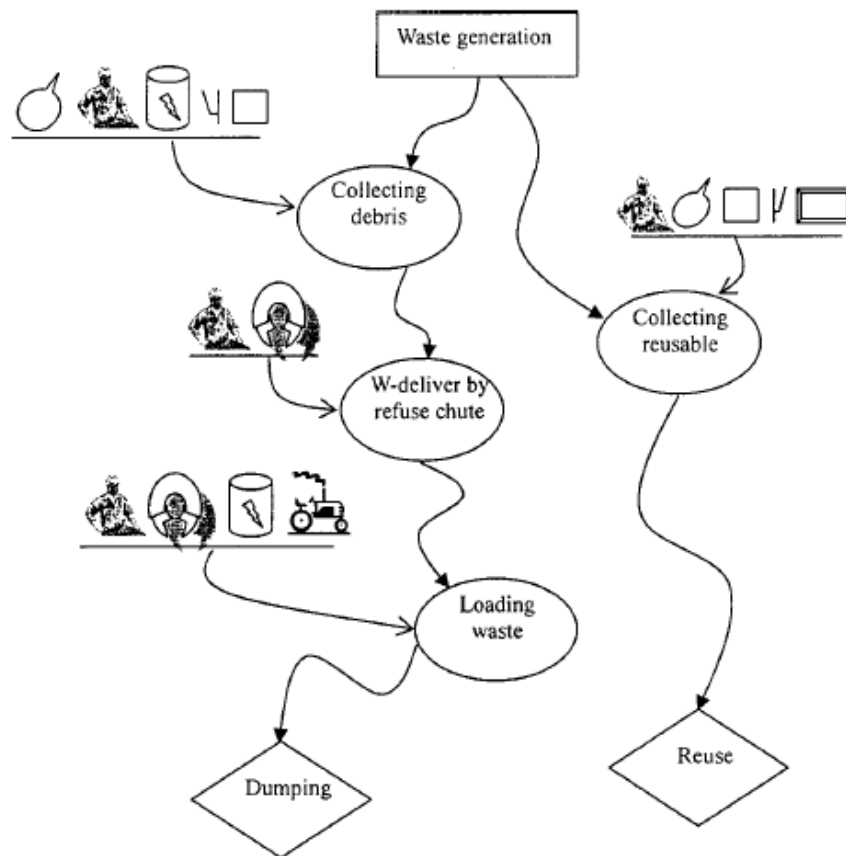 Waste generation
Collecting
debris
Collecting
reusable
W-deliver by
refuse chute
Loading
waste
Dumping
Reuse